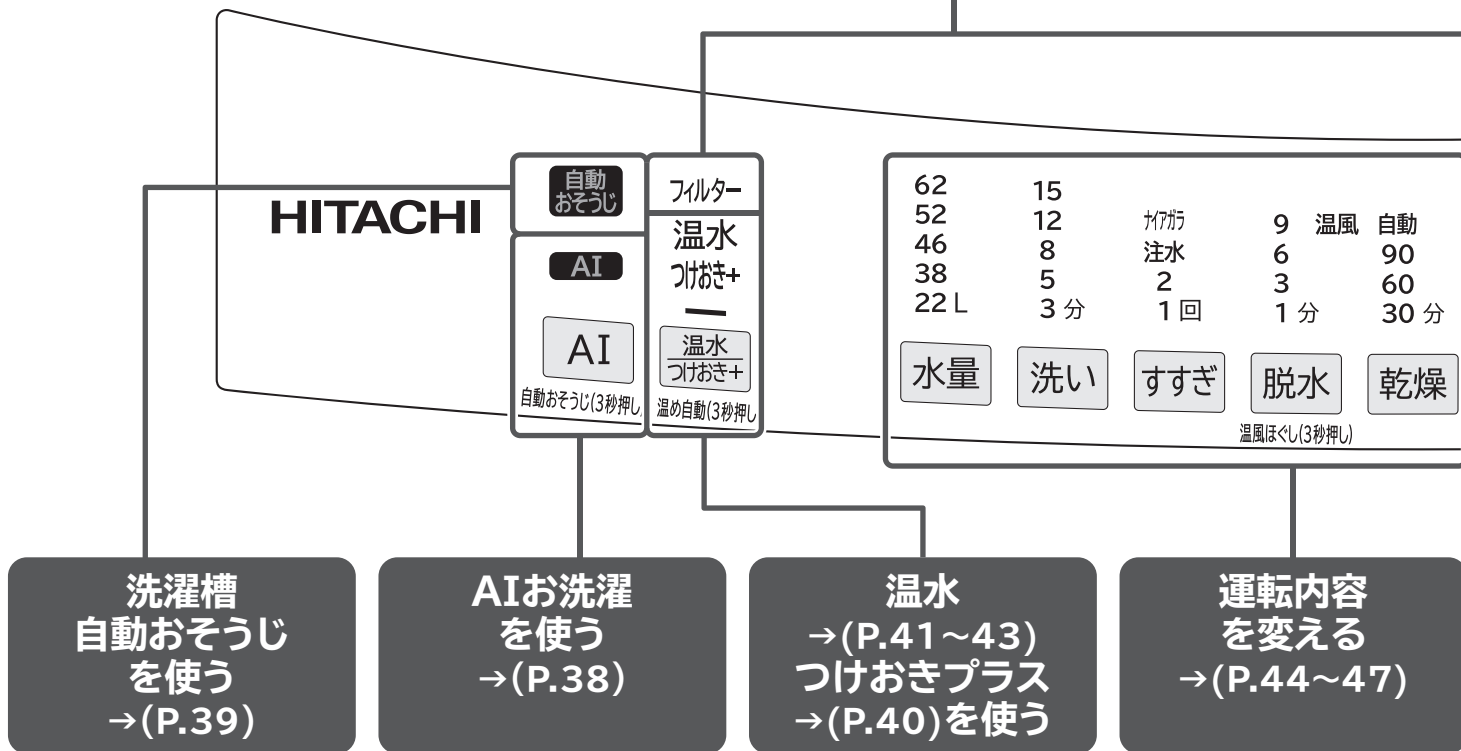 HITACHI
自動
おそうじ
AI
AI
自動おそうじ(3秒押し
フィルター
温水
つけおき+
温水
つけおき+
温め自動(3秒押し
62
52
46
38
22 L
水量
15
12
8
5
3 分
洗い
ナイアガラ
注水
2
1 回
すすぎ
9
6
3
1 分
脱水
温風ほぐし(3秒押し)
温風
自動
90
60
30 分
乾燥
洗濯槽
自動おそうじ
を使う
→(P.39)
AIお洗濯
を使う
→(P.38)
温水
→(P.41~43)
つけおきプラス
→(P.40)を使う
運転内容
を変える
→(P.44~47)